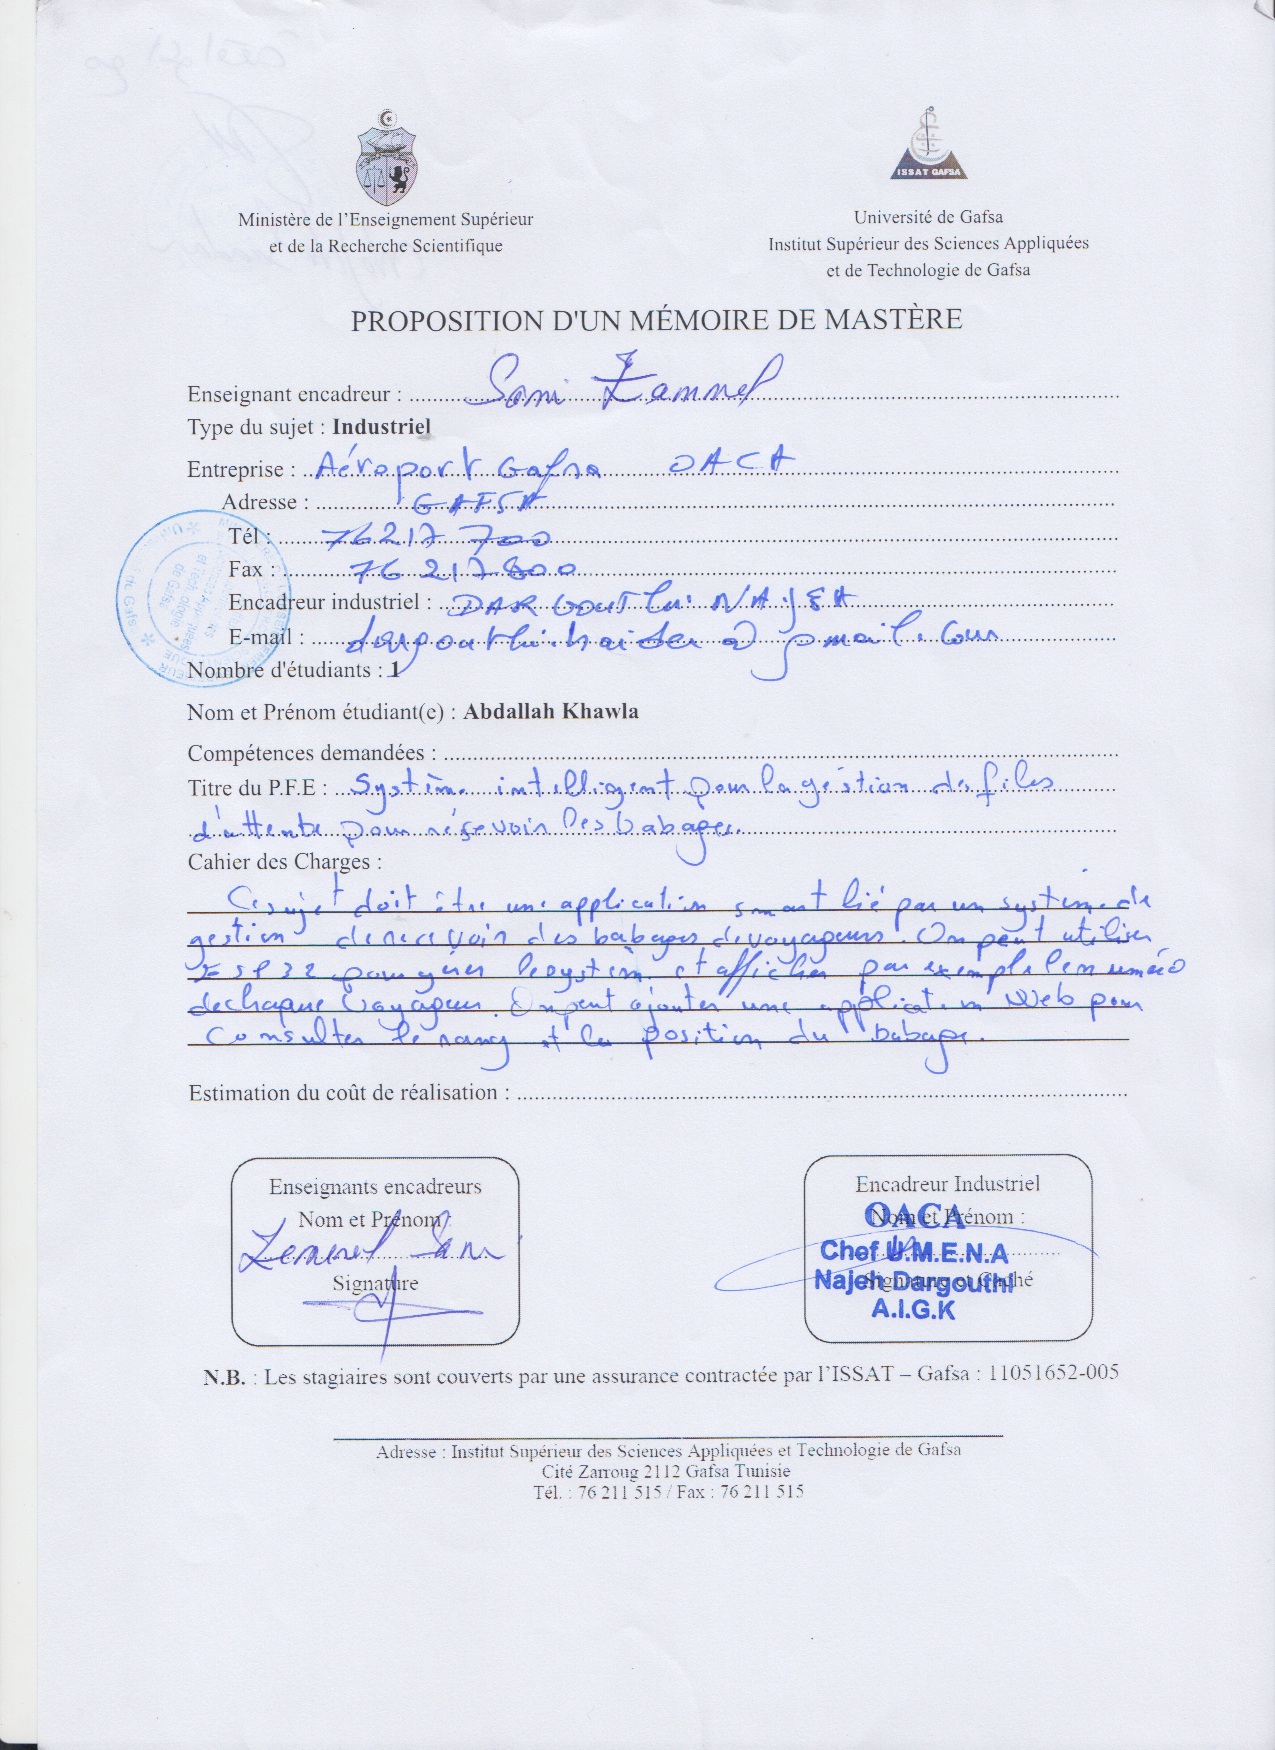 ISSAT GAFSA
Ministère de l'Enseignement Supérieur
et de la Recherche Scientifique
Université de Gafsa
Institut Supérieur des Sciences Appliquées
et de Technologie de Gafsa
PROPOSITION D'UN MÉMOIRE DE MASTÈRE
Enseignant encadreur : Sami Zammel
Type du sujet : Industriel
Entreprise : Aéroport Gafsa OACA
Adresse : GAFSA
Tél : 76 217 700
Fax : 76 217 800
Encadreur industriel : DARGOUTHI NAJEH
E-mail : @ gmail.com
Nombre d'étudiants : 1
Nom et Prénom étudiant(e) : Abdallah Khawla
Compétences demandées :
Titre du P.F.E : Système intelligent pour la géstion des files
d'attente pour résevoir les babages.
Cahier des Charges :
Ce sujet doit être une application smart lié par un système de
gestion de recevoir des babages de voyageurs. On peut utiliser
ESP32 pour gérer le système et afficher par exemple le numéro
de chaque voyageur. On peut ajouter une application Web pour
consulter le rang et la position du babage.
Estimation du coût de réalisation :
Enseignants encadreurs
Nom et Prénom :
Zemmel Sami
Signature
Encadreur Industriel
Nom et Prénom :
OACA
Chef U.M.E.N.A
Signature et Caché
Najeh Dargouthi
A.I.G.K
N.B. : Les stagiaires sont couverts par une assurance contractée par l'ISSAT – Gafsa : 11051652-005
Adresse : Institut Supérieur des Sciences Appliquées et Technologie de Gafsa
Cité Zarroug 2112 Gafsa Tunisie
Tél. : 76 211 515 / Fax : 76 211 515